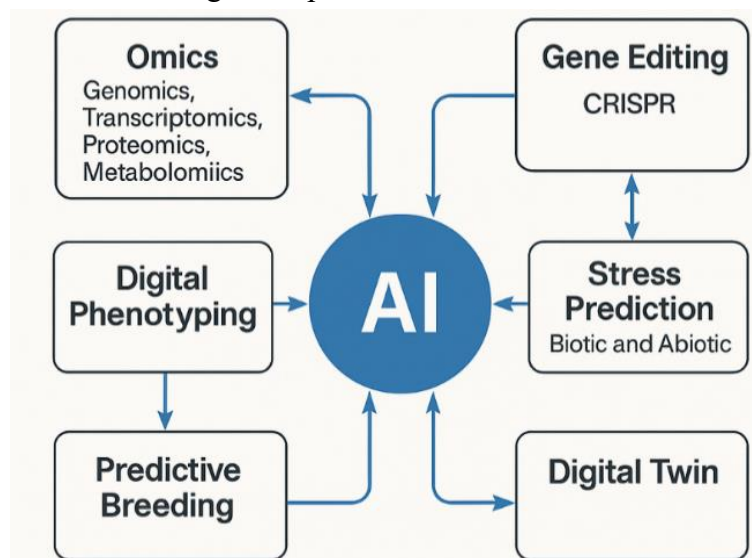 Omics
Genomics,
Transcriptomics,
Proteomics,
Metabolomiics
Gene Editing
CRISPR
Digital
Phenotyping
AI
Stress
Prediction
Biotic and Abiotic
Predictive
Breeding
Digital Twin